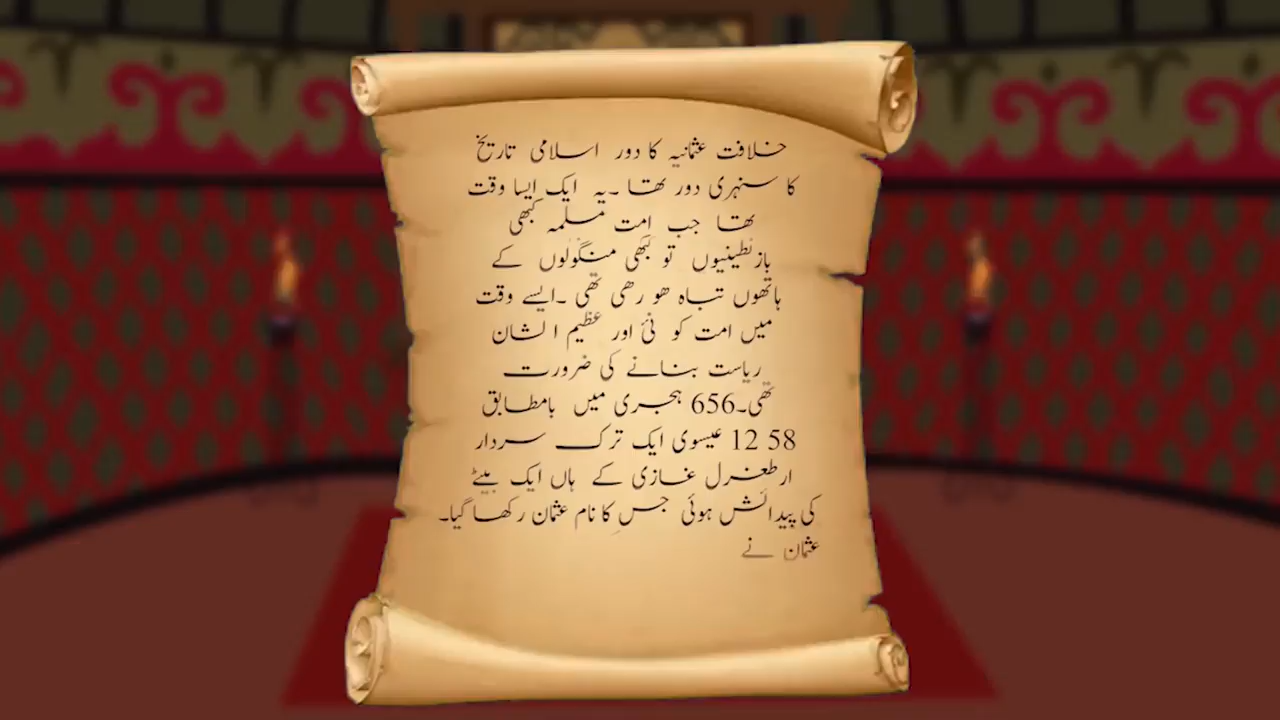 خلافت عثمانیہ کا دور اسلامی تاریخ
کا سنہری دور تھا ۔یہ ایک ایسا وقت
تھا جب امت مسلمہ کبھی
بازنطینیوں تو کبھی منگولوں کے
ہاتھوں تباہ ہو رہی تھی ۔ایسے وقت
میں امت کو نئی اور عظیم ا لشان
ریاست بنانے کی ضرورت
تھی۔656 ہجری میں بامطابق
12 58 عیسوی ایک ترک سردار
ارطغرل غازی کے ہاں ایک بیٹے
کی پیدائش ہوئی جس کا نام عثمان رکھا گیا۔
عثمان نے